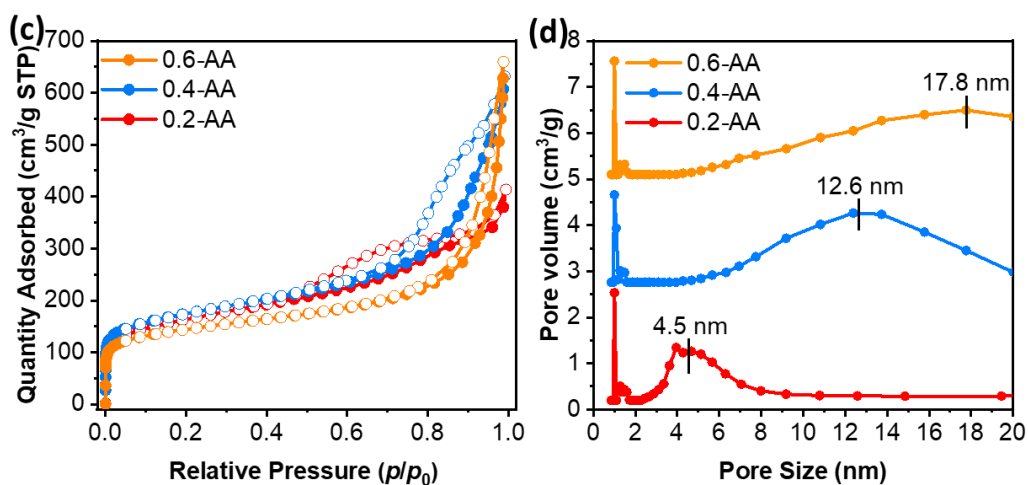 (c)
Quantity Adsorbed (cm³/g STP)
700
600
500
400
300
200
100
0
0.6-AA
0.4-AA
0.2-AA
0.0
0.2
0.4
0.6
0.8
1.0
Relative Pressure (p/p₀)
(d)
Pore volume (cm³/g)
8
7
6
5
4
3
2
1
0
0.6-AA
0.4-AA
0.2-AA
17.8 nm
12.6 nm
4.5 nm
0
2
4
6
8
10
12
14
16
18
20
Pore Size (nm)